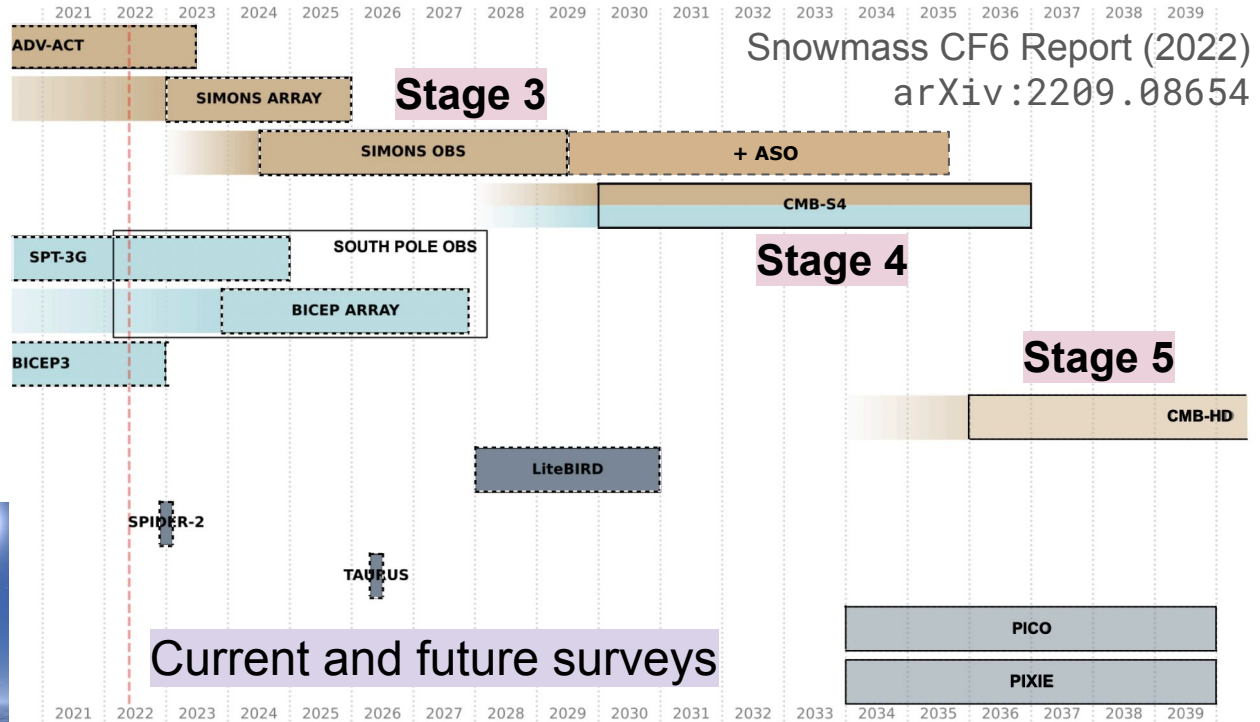 2021 2022 2023 2024 2025 2026 2027 2028 2029 2030 2031 2032 2033 2034 2035 2036 2037 2038 2039
ADV-ACT
Snowmass CF6 Report (2022)
arXiv:2209.08654
SIMONS ARRAY
Stage 3
SIMONS OBS
+ ASO
CMB-S4
SPT-3G
SOUTH POLE OBS
Stage 4
BICEP ARRAY
BICEP3
Stage 5
CMB-HD
LiteBIRD
SPIDER-2
TAURUS
PICO
Current and future surveys
PIXIE
2021 2022 2023 2024 2025 2026 2027 2028 2029 2030 2031 2032 2033 2034 2035 2036 2037 2038 2039